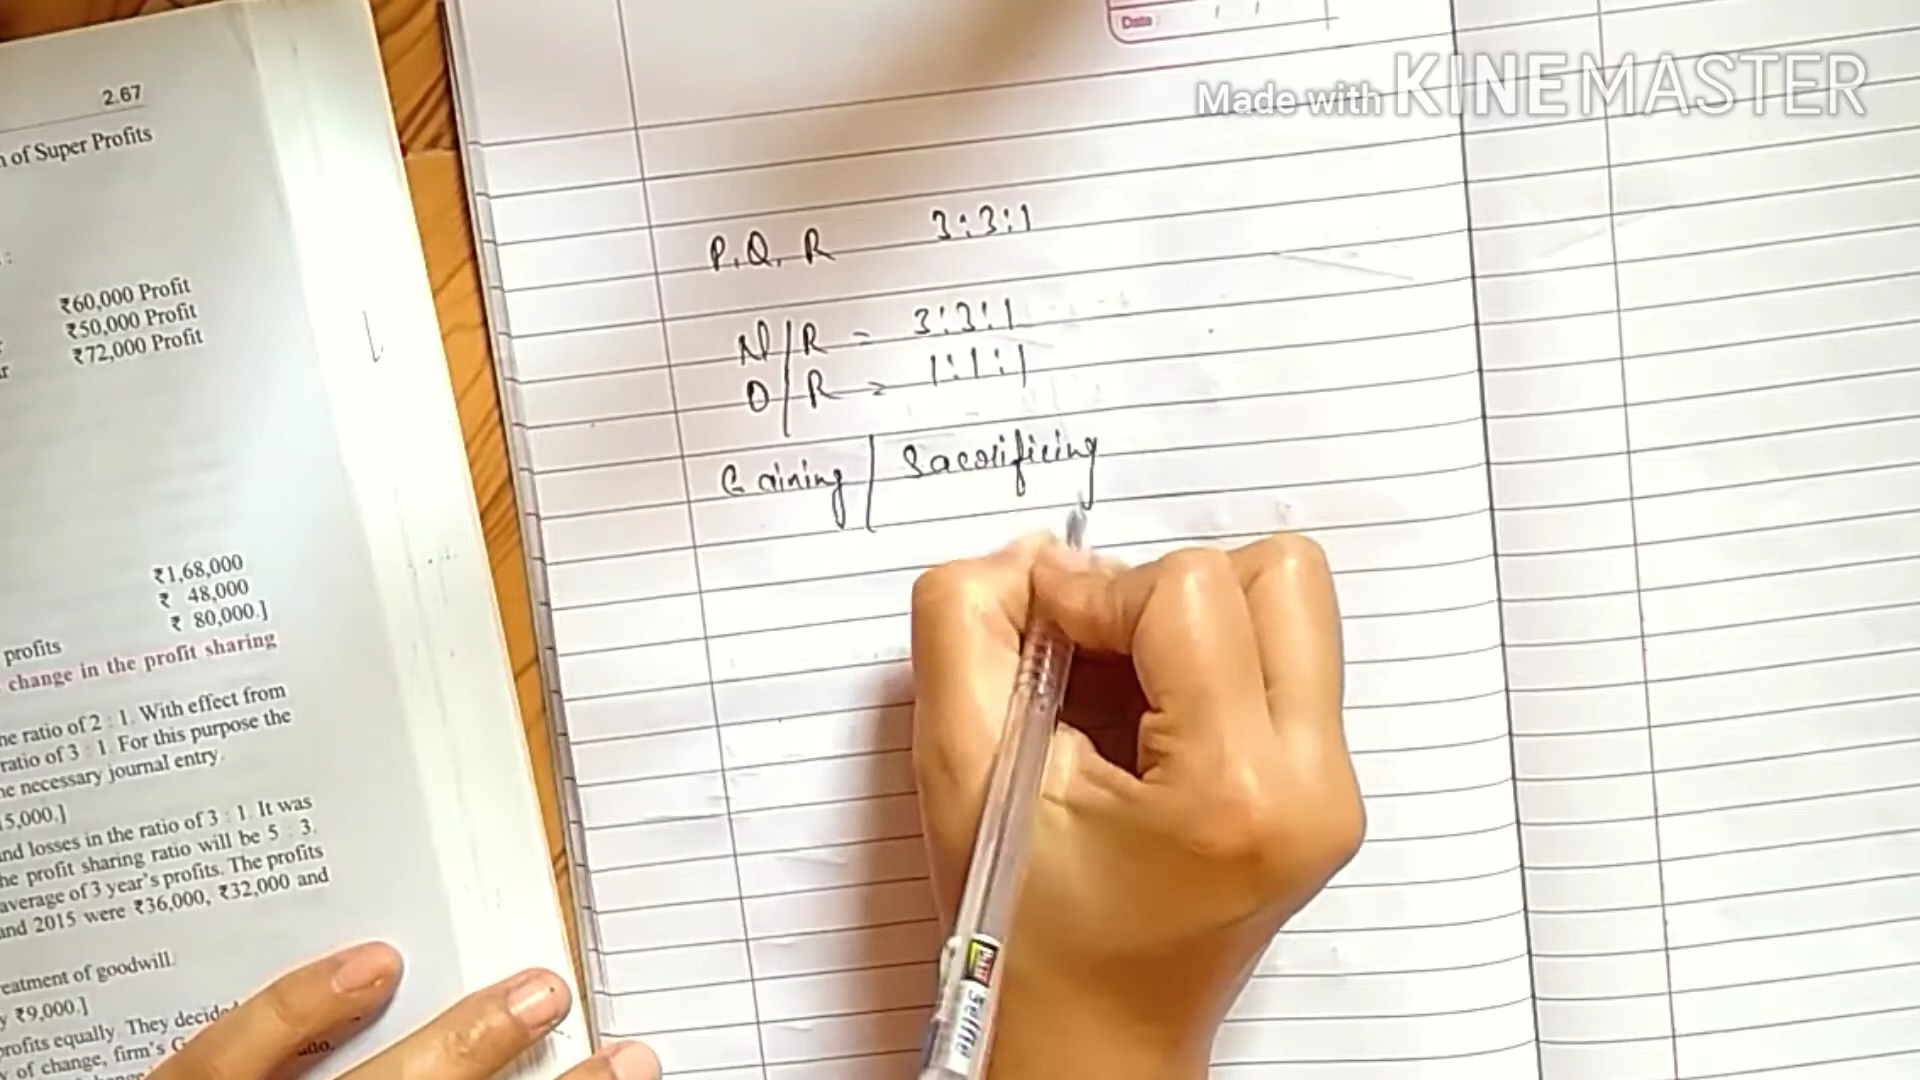 Date :
Made with KINEMASTER
2.67
of Super Profits
:
₹60,000 Profit
₹50,000 Profit
₹72,000 Profit
₹1,68,000
₹ 48,000
₹ 80,000.]
profits
change in the profit sharing
ratio of 2 : 1. With effect from
ratio of 3 : 1. For this purpose the
necessary journal entry.
5,000.]
losses in the ratio of 3 : 1. It was
profit sharing ratio will be 5 : 3.
average of 3 year's profits. The profits
and 2015 were ₹36,000, ₹32,000 and
of goodwill.
₹9,000.]
profits equally. They
of change, firm's
P, Q, R 3:3:1
N/R = 3:3:1
O/R = 1:1:1
Gaining / Sacrificing